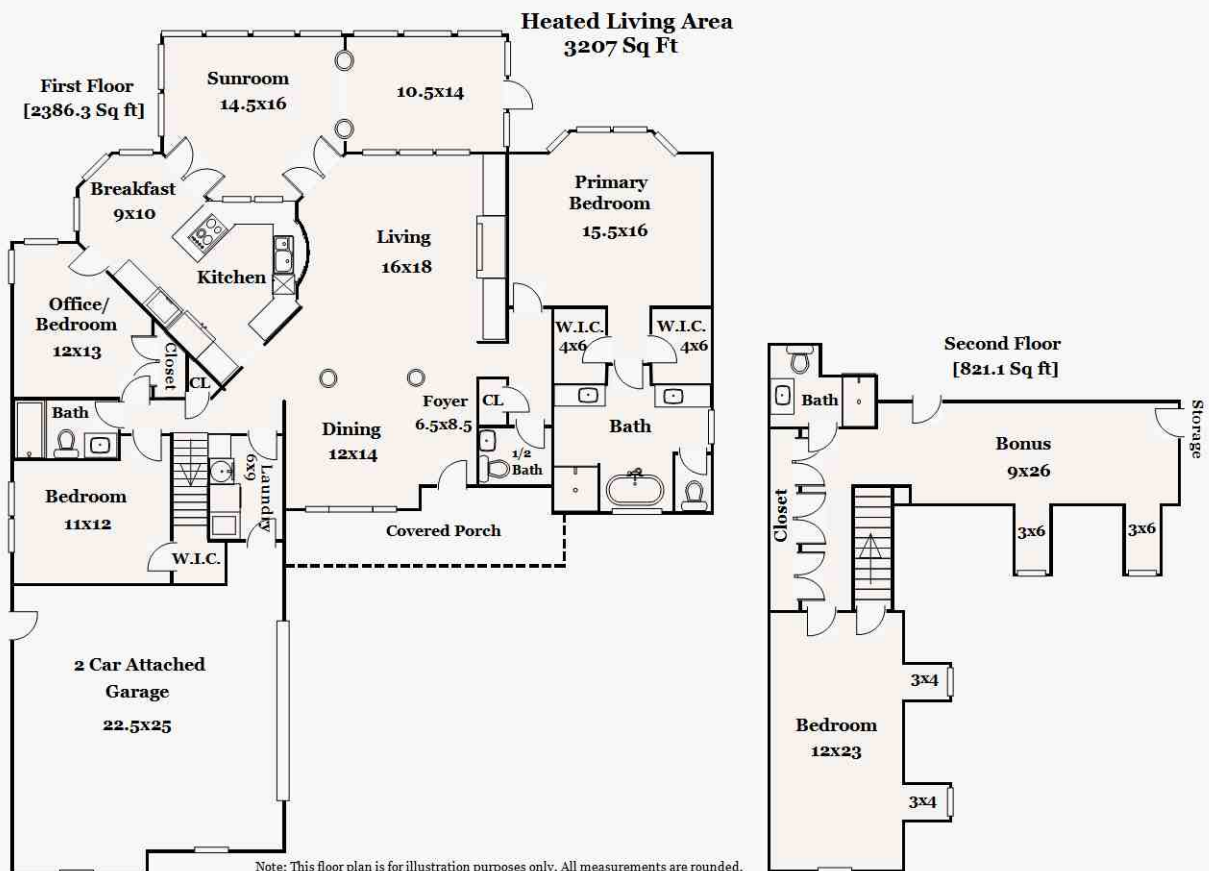 Heated Living Area
3207 Sq Ft
First Floor
[2386.3 Sq ft]
Sunroom
14.5x16
10.5x14
Breakfast
9x10
Primary
Bedroom
15.5x16
Living
16x18
Kitchen
Office/
Bedroom
12x13
Closet
CL
W.I.C.
4x6
W.I.C.
4x6
Bath
Foyer
6.5x8.5
CL
Dining
12x14
1/2
Bath
Bath
Bedroom
11x12
Laundry
6x9
W.I.C.
Covered Porch
2 Car Attached
Garage
22.5x25
Second Floor
[821.1 Sq ft]
Bath
Storage
Bonus
9x26
Closet
3x6
3x6
3x4
Bedroom
12x23
3x4
Note: This floor plan is for illustration purposes only. All measurements are rounded.